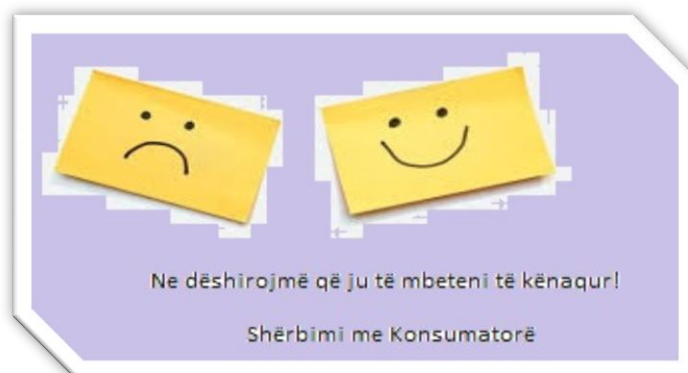 Ne dëshirojmë që ju të mbeteni të kënaqur!
Shërbimi me Konsumatorë